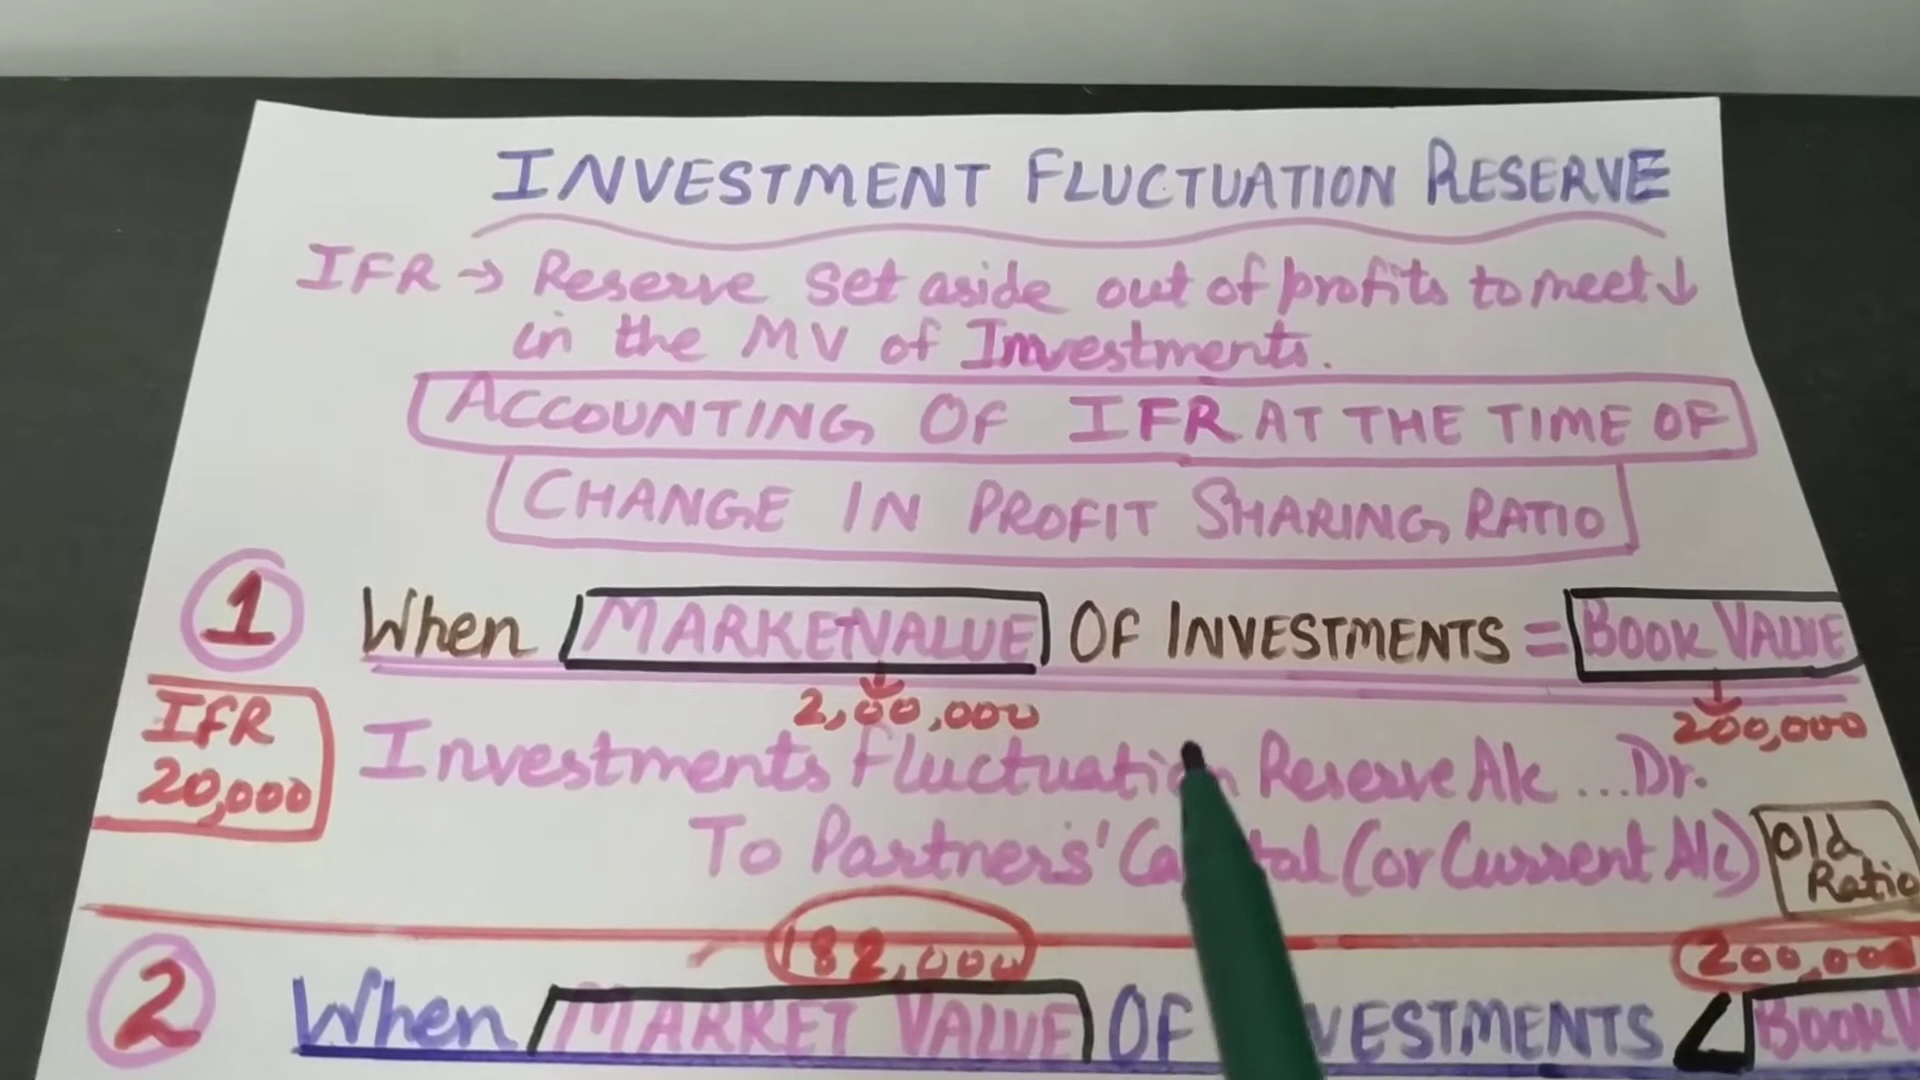 INVESTMENT FLUCTUATION RESERVE
IFR → Reserve set aside out of profits to meet ↓
in the MV of Investments.
ACCOUNTING OF IFR AT THE TIME OF
CHANGE IN PROFIT SHARING RATIO
1 When MARKET VALUE OF INVESTMENTS = BOOK VALUE
2,00,000 200,000
IFR
20,000
Investments Fluctuation Reserve A/c ... Dr.
To Partners' Capital (or Current A/c) Old
Ratio
182,000 200,000
2 When MARKET VALUE OF INVESTMENTS < BOOK V